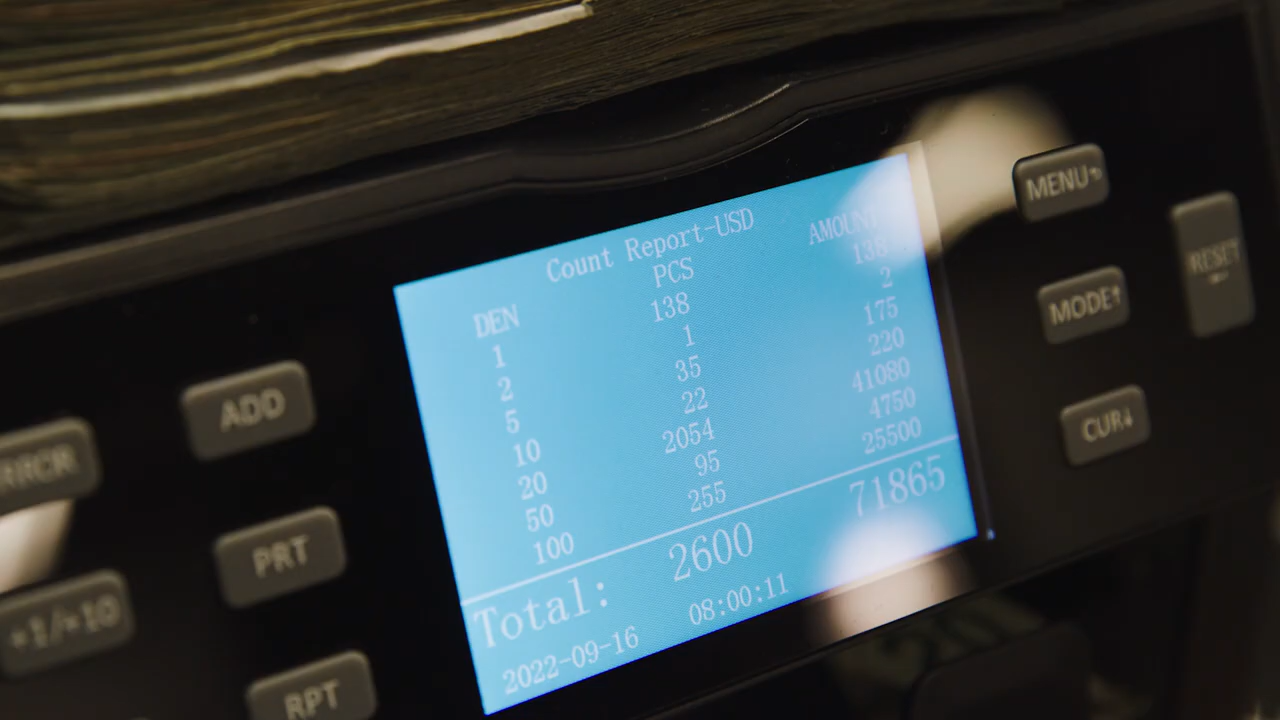 Count Report-USD
DEN PCS AMOUNT
1 138 138
2 1 2
5 35 175
10 22 220
20 2054 41080
50 95 4750
100 255 25500
Total: 2600 71865
2022-09-16 08:00:11
ADD
PRT
RPT
MENU
MODE↑
CUR↓
RESET